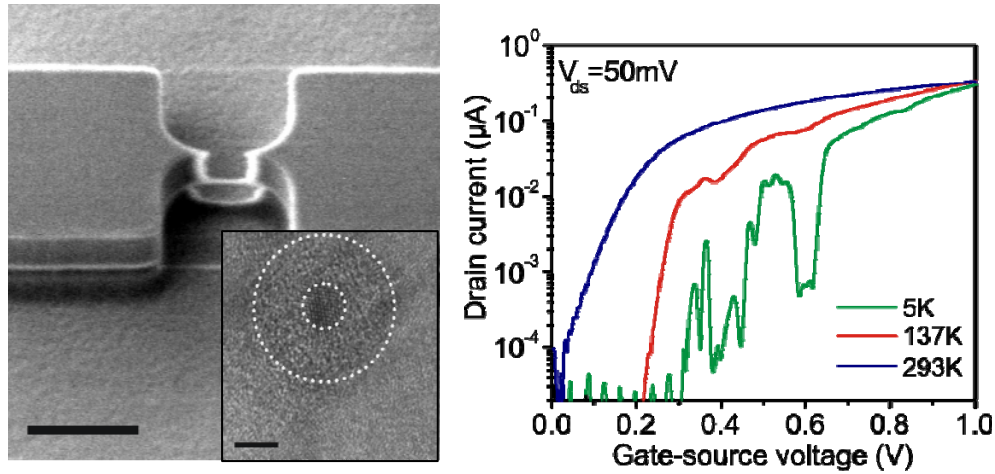 V_ds=50mV
Drain current (µA)
10^0
10^-1
10^-2
10^-3
10^-4
5K
137K
293K
0.0 0.2 0.4 0.6 0.8 1.0
Gate-source voltage (V)